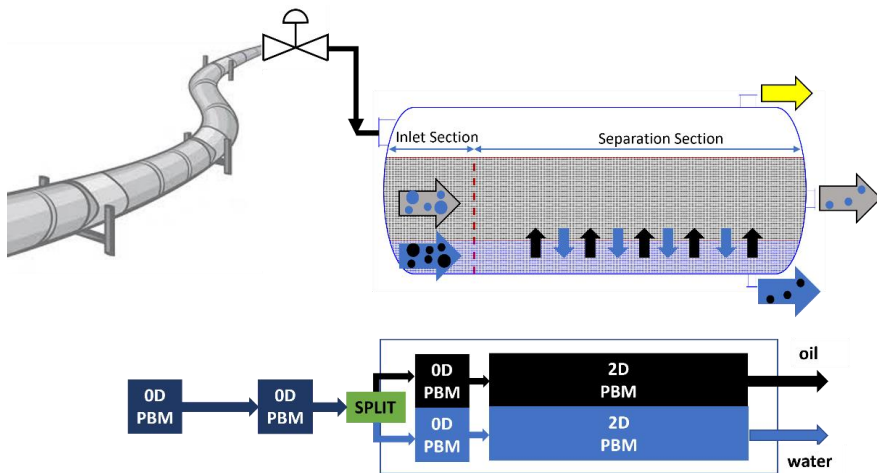 Inlet Section
Separation Section
0D
PBM
0D
PBM
SPLIT
0D
PBM
2D
PBM
oil
0D
PBM
2D
PBM
water